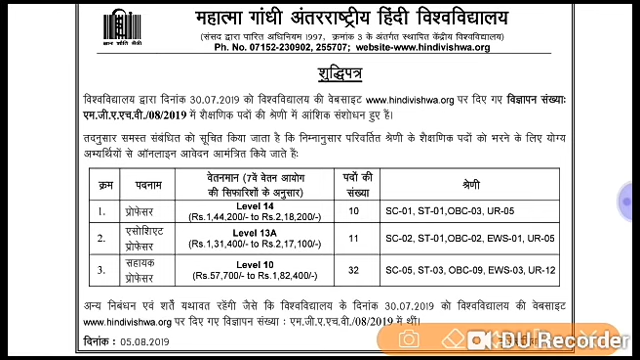 महात्मा गांधी अंतरराष्ट्रीय हिंदी विश्वविद्यालय
(संसद द्वारा पारित अधिनियम 1997, क्रमांक 3 के अंतर्गत स्थापित केंद्रीय विश्वविद्यालय)
Ph. No. 07152-230902, 255707; website-www.hindivishwa.org
ज्ञान शांति मैत्री
शुद्धिपत्र
विश्वविद्यालय द्वारा दिनांक 30.07.2019 को विश्वविद्यालय की वेबसाइट www.hindivishwa.org पर दिए गए विज्ञापन संख्याः
एम.जी.ए.एच.वी./08/2019 में शैक्षणिक पदों की श्रेणी में आंशिक संशोधन हुए हैं।
तद्नुसार समस्त संबंधित को सूचित किया जाता है कि निम्नानुसार परिवर्तित श्रेणी के शैक्षणिक पदों को भरने के लिए योग्य
अभ्यर्थियों से ऑनलाइन आवेदन आमंत्रित किये जाते हैं:
क्रम पदनाम वेतनमान (7वें वेतन आयोग की सिफारिशों के अनुसार) पदों की संख्या श्रेणी
1. प्रोफेसर Level 14 (Rs.1,44,200/- to Rs.2,18,200/-) 10 SC-01, ST-01,OBC-03, UR-05
2. एसोशिएट प्रोफेसर Level 13A (Rs.1,31,400/- to Rs.2,17,100/-) 11 SC-02, ST-01,OBC-02, EWS-01, UR-05
3. सहायक प्रोफेसर Level 10 (Rs.57,700/- to Rs.1,82,400/-) 32 SC-05, ST-03, OBC-09, EWS-03, UR-12
अन्य निबंधन एवं शर्तें यथावत रहेंगी जैसे कि विश्वविद्यालय के दिनांक 30.07.2019 को विश्वविद्यालय की वेबसाइट
www.hindivishwa.org पर दिए गए विज्ञापन संख्या : एम.जी.ए.एच.वी./08/2019 में थीं।
दिनांक : 05.08.2019
DU Recorder